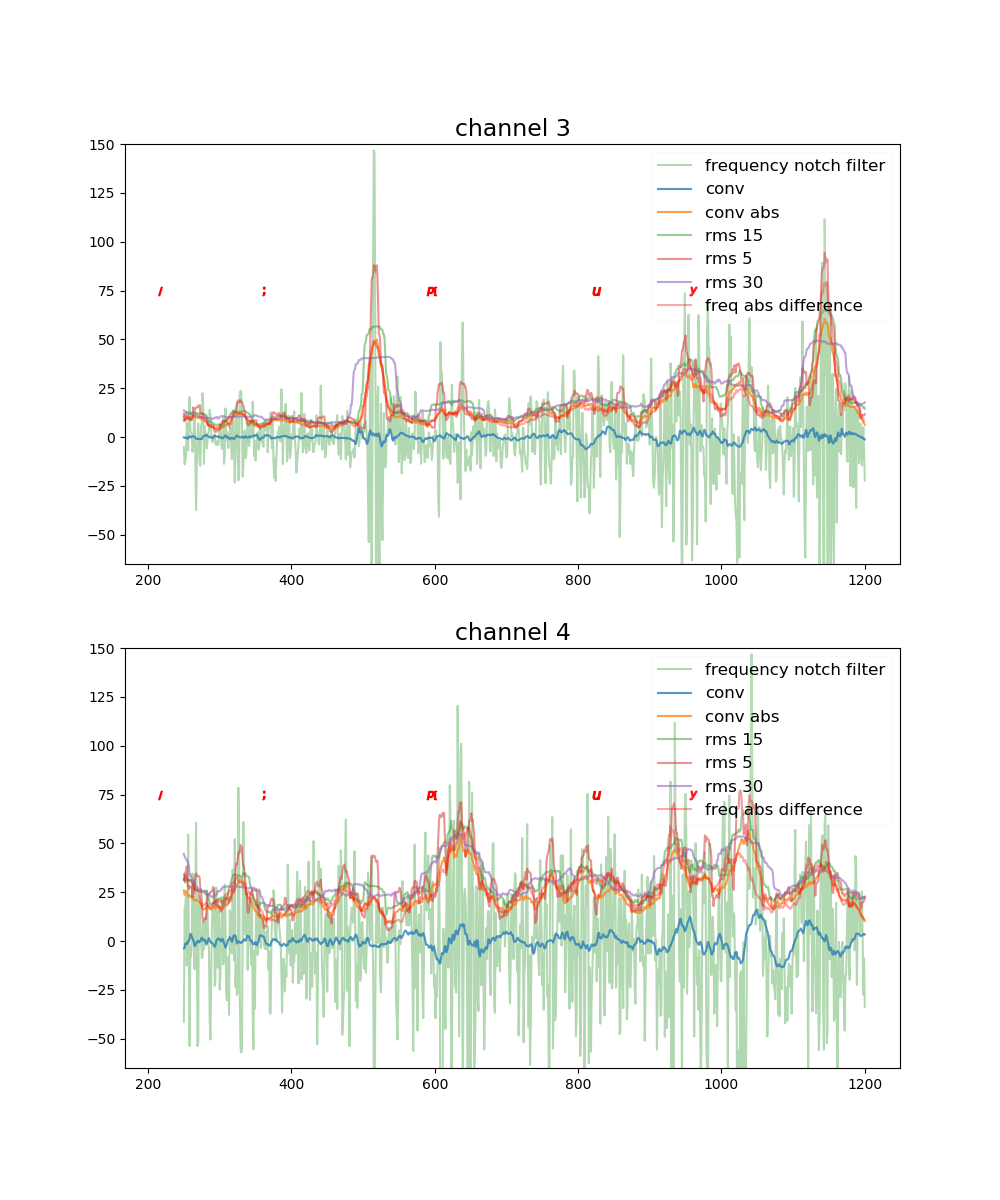 channel 3
150
125
100
75
50
25
0
−25
−50
frequency notch filter
conv
conv abs
rms 15
rms 5
rms 30
freq abs difference
; u y
200 400 600 800 1000 1200
channel 4
150
125
100
75
50
25
0
−25
−50
frequency notch filter
conv
conv abs
rms 15
rms 5
rms 30
freq abs difference
; u y
200 400 600 800 1000 1200